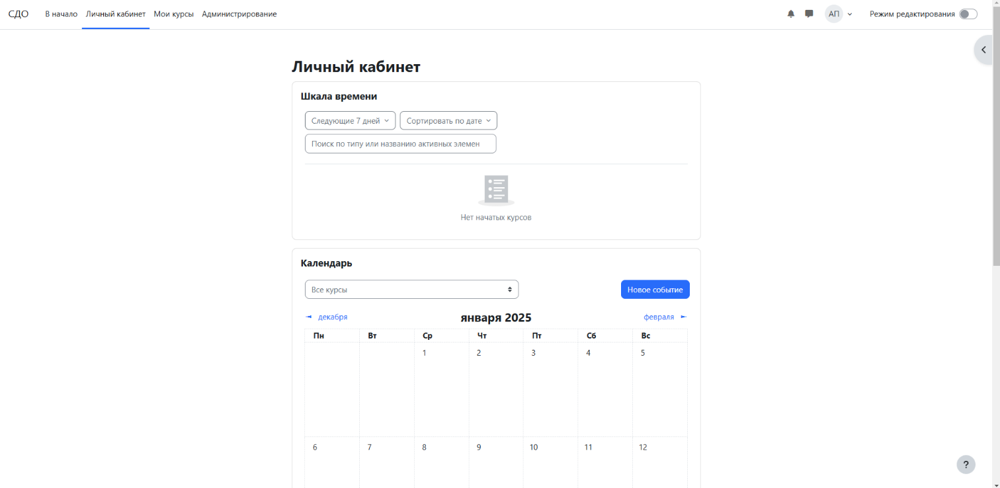 СДО В начало Личный кабинет Мои курсы Администрирование АП Режим редактирования
Личный кабинет
Шкала времени
Следующие 7 дней Сортировать по дате
Поиск по типу или названию активных элемен
Нет начатых курсов
Календарь
Все курсы Новое событие
◄ декабря января 2025 февраля ►
Пн Вт Ср Чт Пт Сб Вс
1 2 3 4 5
6 7 8 9 10 11 12
?